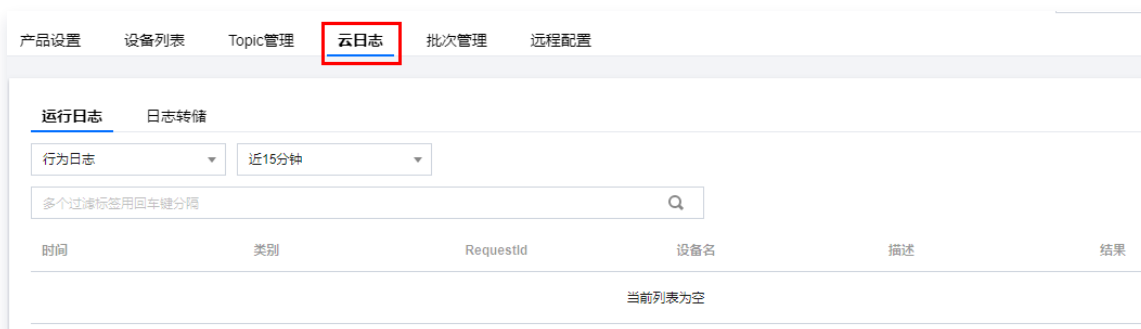 产品设置 设备列表 Topic管理 云日志 批次管理 远程配置
运行日志 日志转储
行为日志 近15分钟
多个过滤标签用回车键分隔
时间 类别 RequestId 设备名 描述 结果
当前列表为空